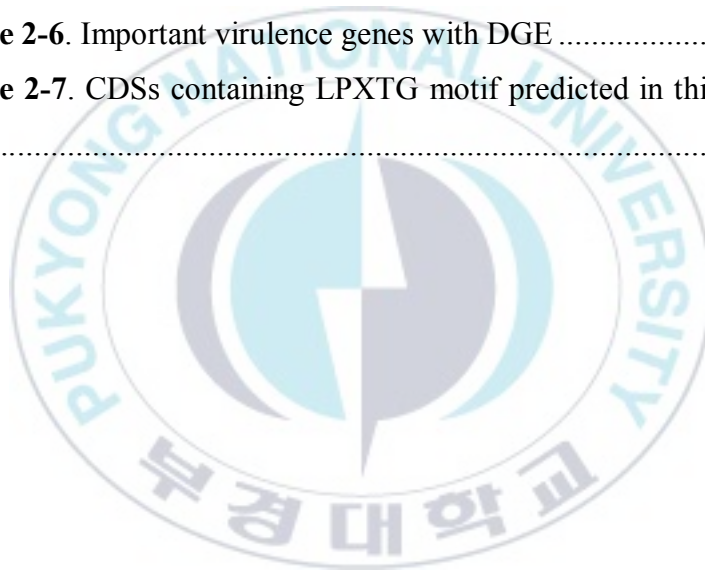 e 2-6. Important virulence genes with DGE ....................
e 2-7. CDSs containing LPXTG motif predicted in thi
................................................................................
PUKYONG NATIONAL UNIVERSITY
부경대학교